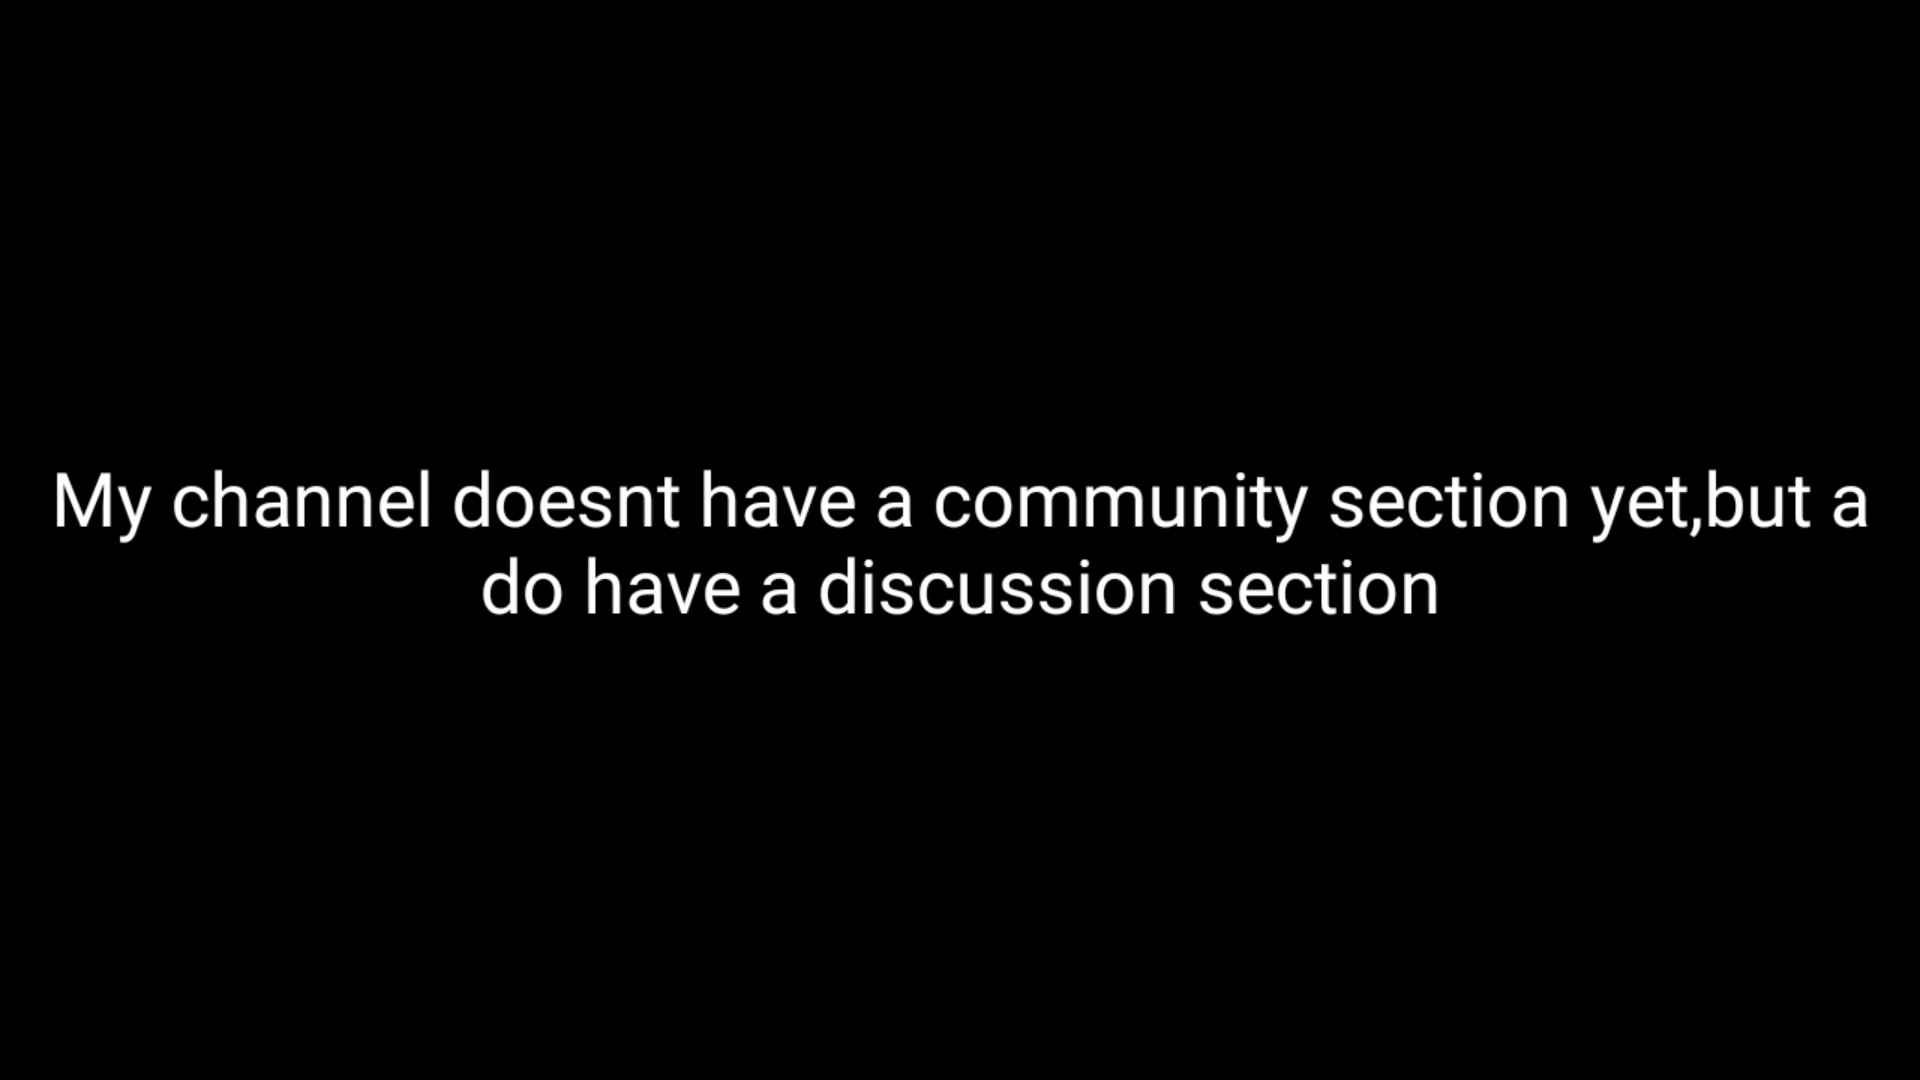 My channel doesnt have a community section yet,but a
do have a discussion section